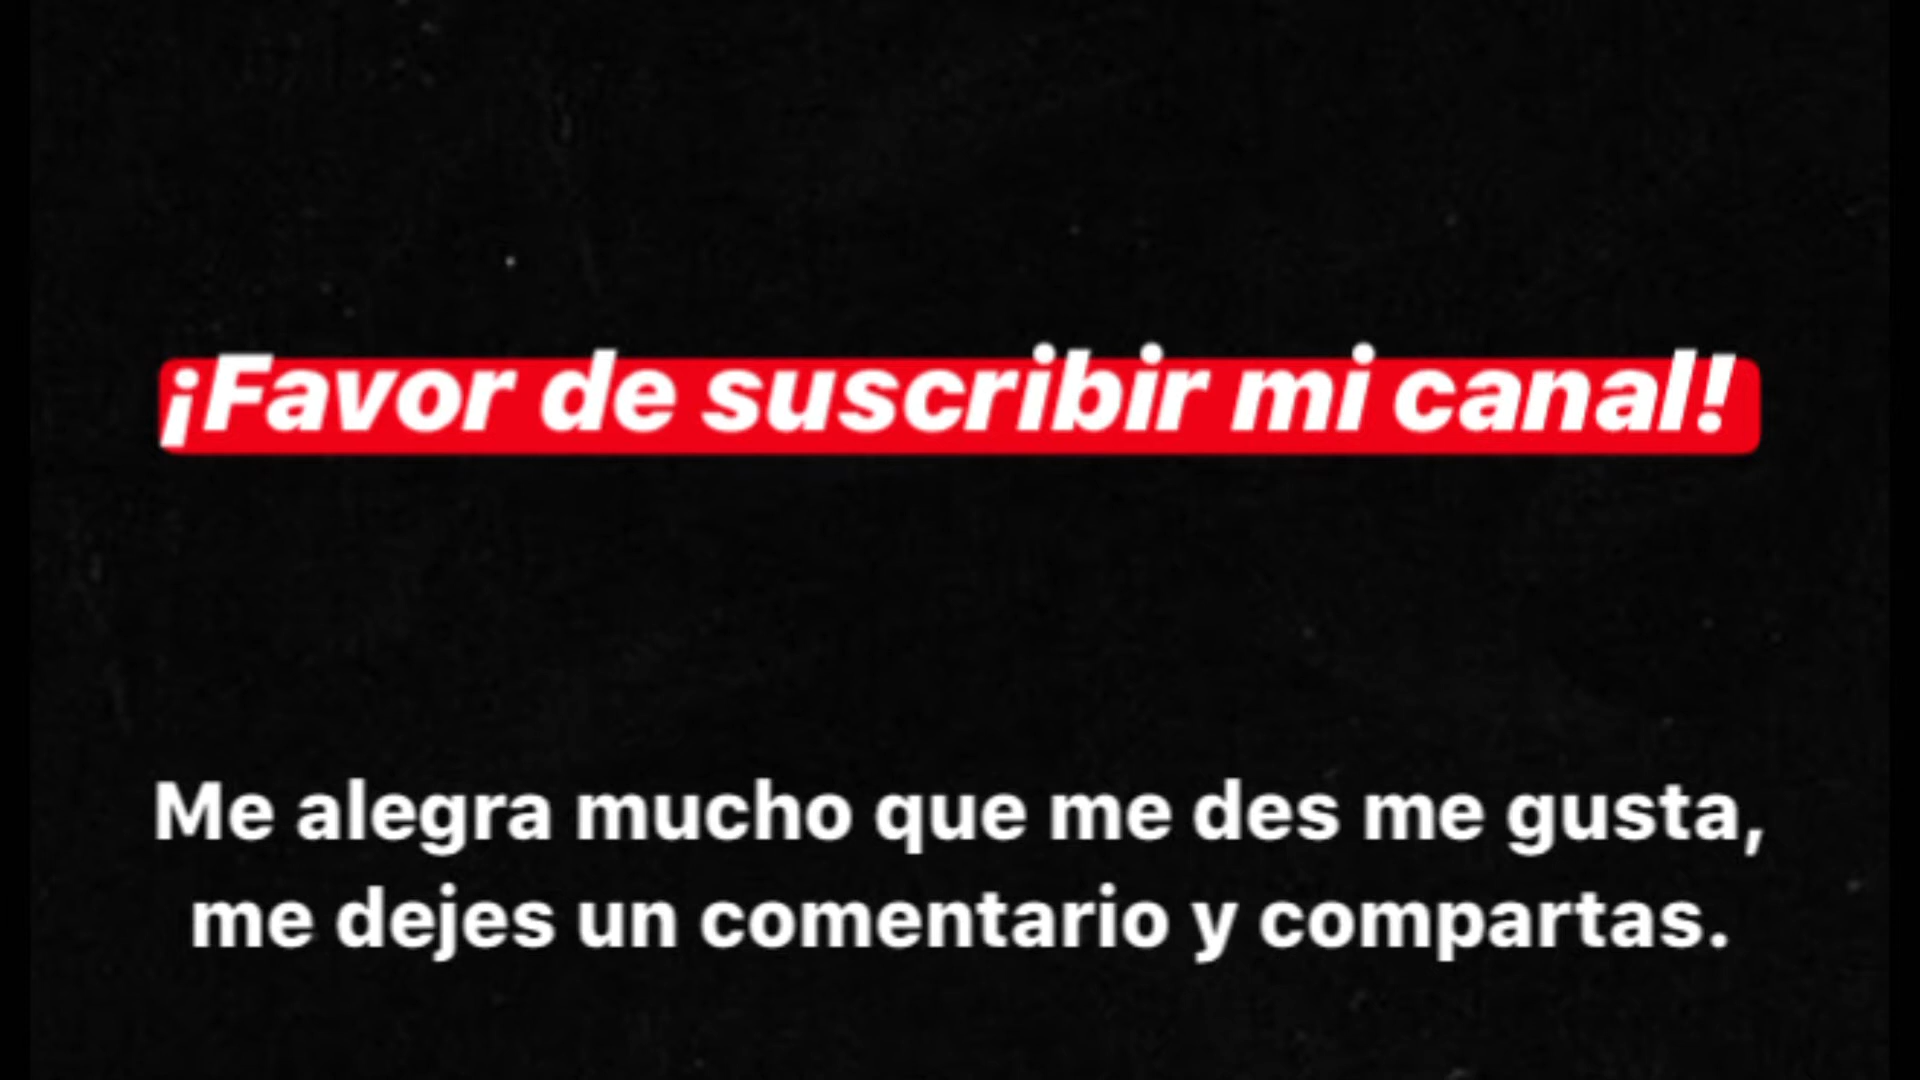 ¡Favor de suscribir mi canal!
Me alegra mucho que me des me gusta,
me dejes un comentario y compartas.